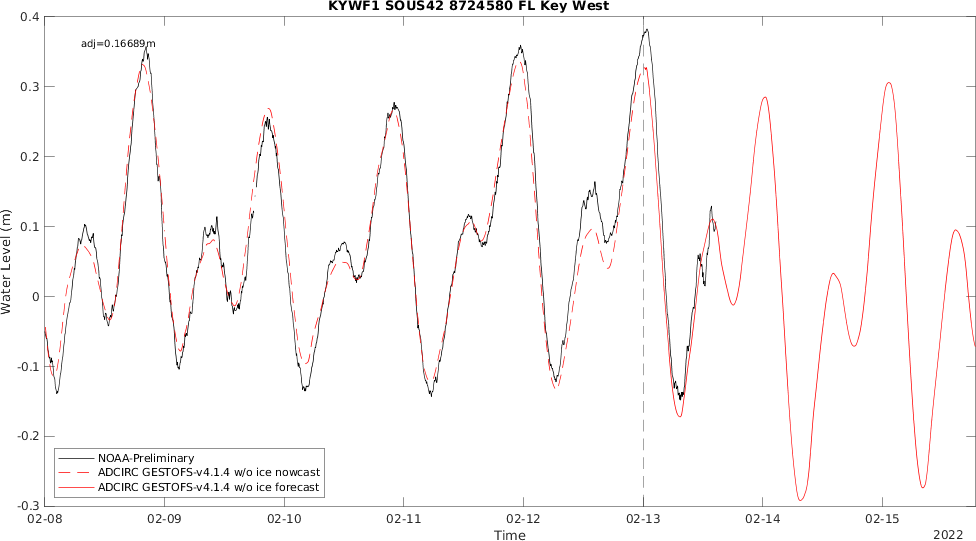 KYWF1 SOUS42 8724580 FL Key West
adj=0.16689m
0.4
0.3
0.2
0.1
0
-0.1
-0.2
-0.3
Water Level (m)
NOAA-Preliminary
ADCIRC GESTOFS-v4.1.4 w/o ice nowcast
ADCIRC GESTOFS-v4.1.4 w/o ice forecast
02-08 02-09 02-10 02-11 02-12 02-13 02-14 02-15
Time
2022